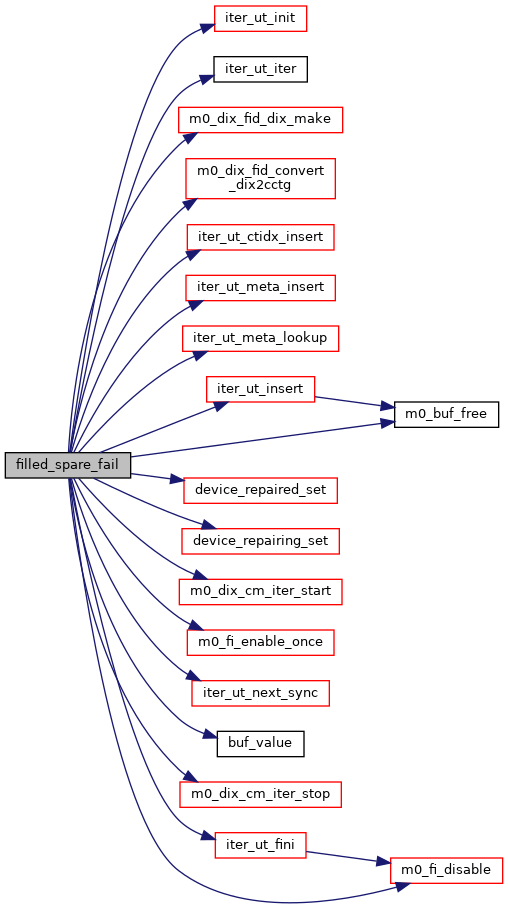 iter_ut_init
iter_ut_iter
m0_dix_fid_dix_make
m0_dix_fid_convert
_dix2cctg
iter_ut_ctidx_insert
iter_ut_meta_insert
iter_ut_meta_lookup
iter_ut_insert
m0_buf_free
filled_spare_fail
device_repaired_set
device_repairing_set
m0_dix_cm_iter_start
m0_fi_enable_once
iter_ut_next_sync
buf_value
m0_dix_cm_iter_stop
iter_ut_fini
m0_fi_disable